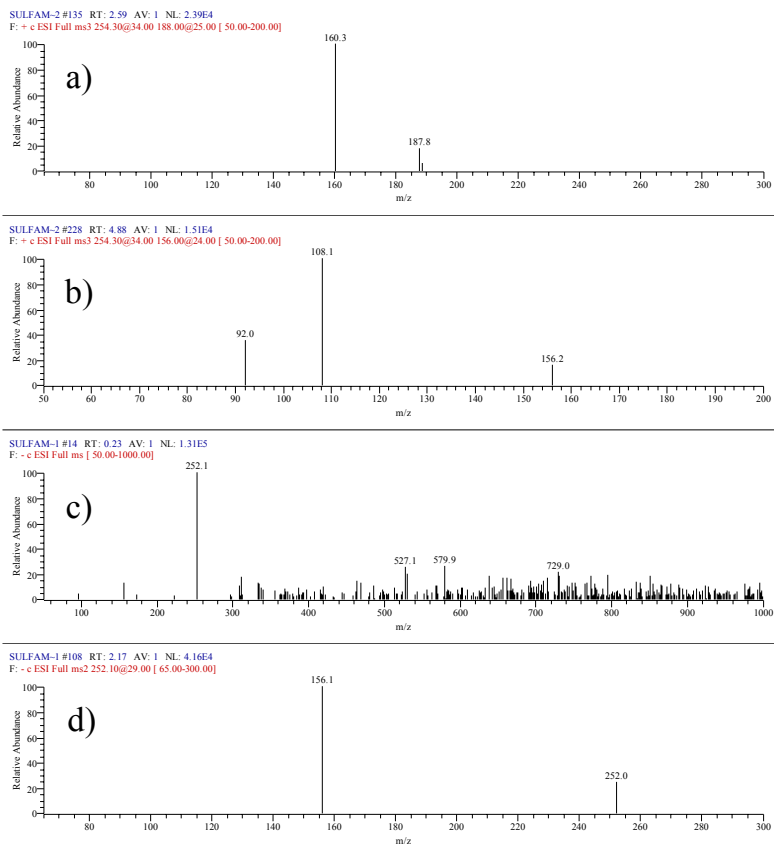 SULFAM~2 #135 RT: 2.59 AV: 1 NL: 2.39E4
F: + c ESI Full ms3 254.30@34.00 188.00@25.00 [ 50.00-200.00]
160.3
100
a)
80
60
40
187.8
20
0
Relative Abundance
80 100 120 140 160 180 200 220 240 260 280 300
m/z
SULFAM~2 #228 RT: 4.88 AV: 1 NL: 1.51E4
F: + c ESI Full ms3 254.30@34.00 156.00@24.00 [ 50.00-200.00]
108.1
100
b)
80
60
92.0
40
156.2
20
0
Relative Abundance
50 60 70 80 90 100 110 120 130 140 150 160 170 180 190 200
m/z
SULFAM~1 #14 RT: 0.23 AV: 1 NL: 1.31E5
F: - c ESI Full ms [ 50.00-1000.00]
252.1
100
c)
80
60
40
527.1 579.9 729.0
20
0
Relative Abundance
100 200 300 400 500 600 700 800 900 1000
m/z
SULFAM~1 #108 RT: 2.17 AV: 1 NL: 4.16E4
F: - c ESI Full ms2 252.10@29.00 [ 65.00-300.00]
156.1
100
d)
80
60
40
252.0
20
0
Relative Abundance
80 100 120 140 160 180 200 220 240 260 280 300
m/z